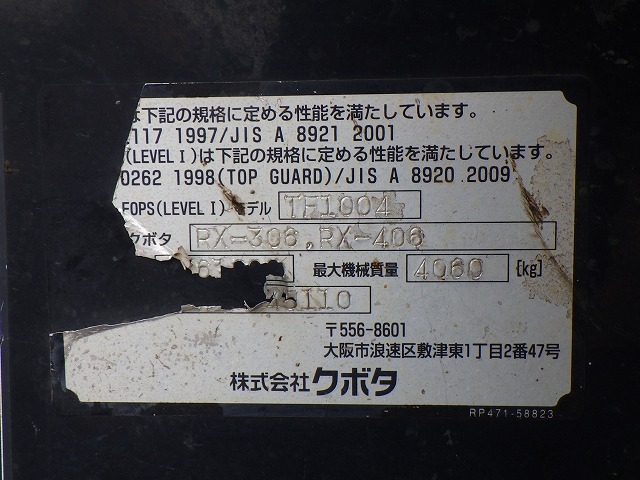 は下記の規格に定める性能を満たしています。
117 1997/JIS A 8921 2001
(LEVEL I)は下記の規格に定める性能を満たしています。
0262 1998(TOP GUARD)/JIS A 8920 2009
FOPS(LEVEL I) モデル TF1004
クボタ RX-306,RX-406
最大機械質量 4060 [kg]
5110
〒556-8601
大阪市浪速区敷津東1丁目2番47号
株式会社クボタ
RP471-58823